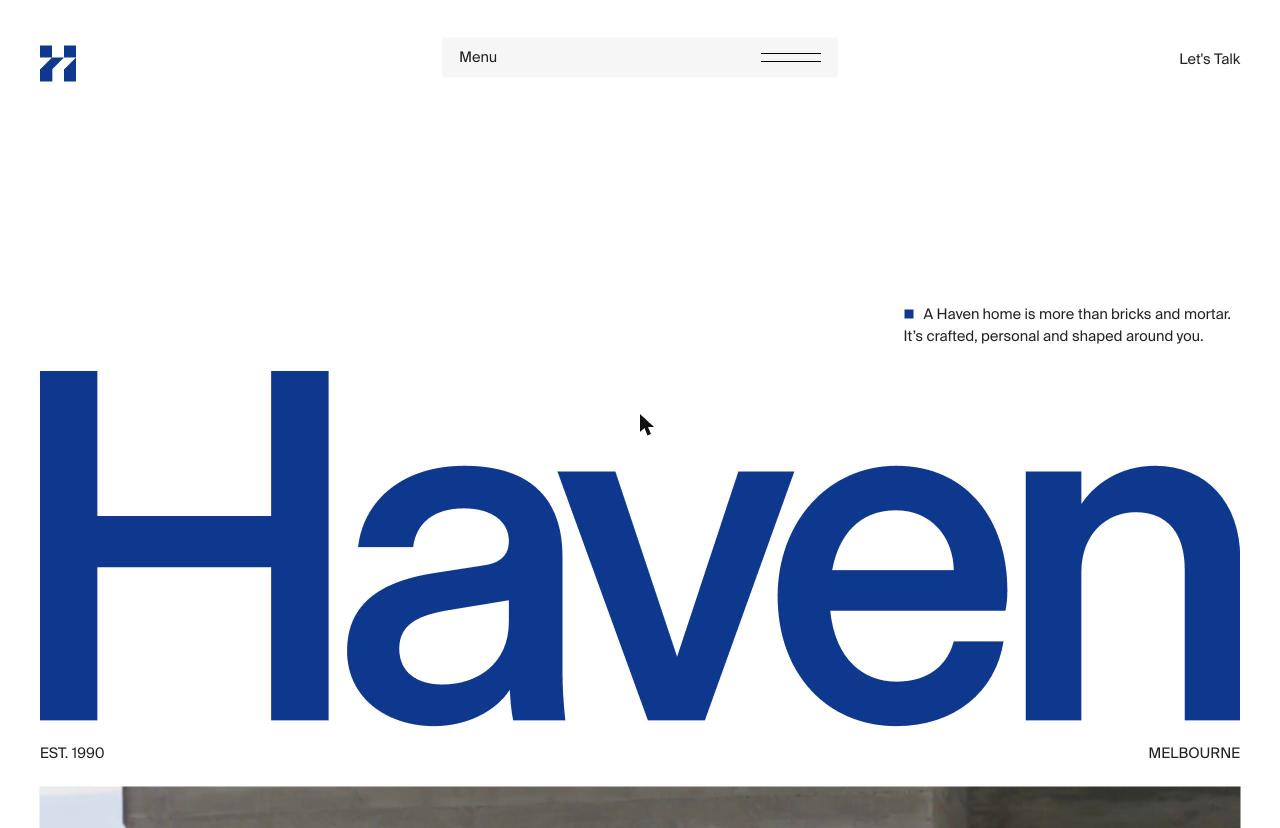 Menu
Let's Talk
A Haven home is more than bricks and mortar.
It’s crafted, personal and shaped around you.
Haven
EST. 1990
MELBOURNE